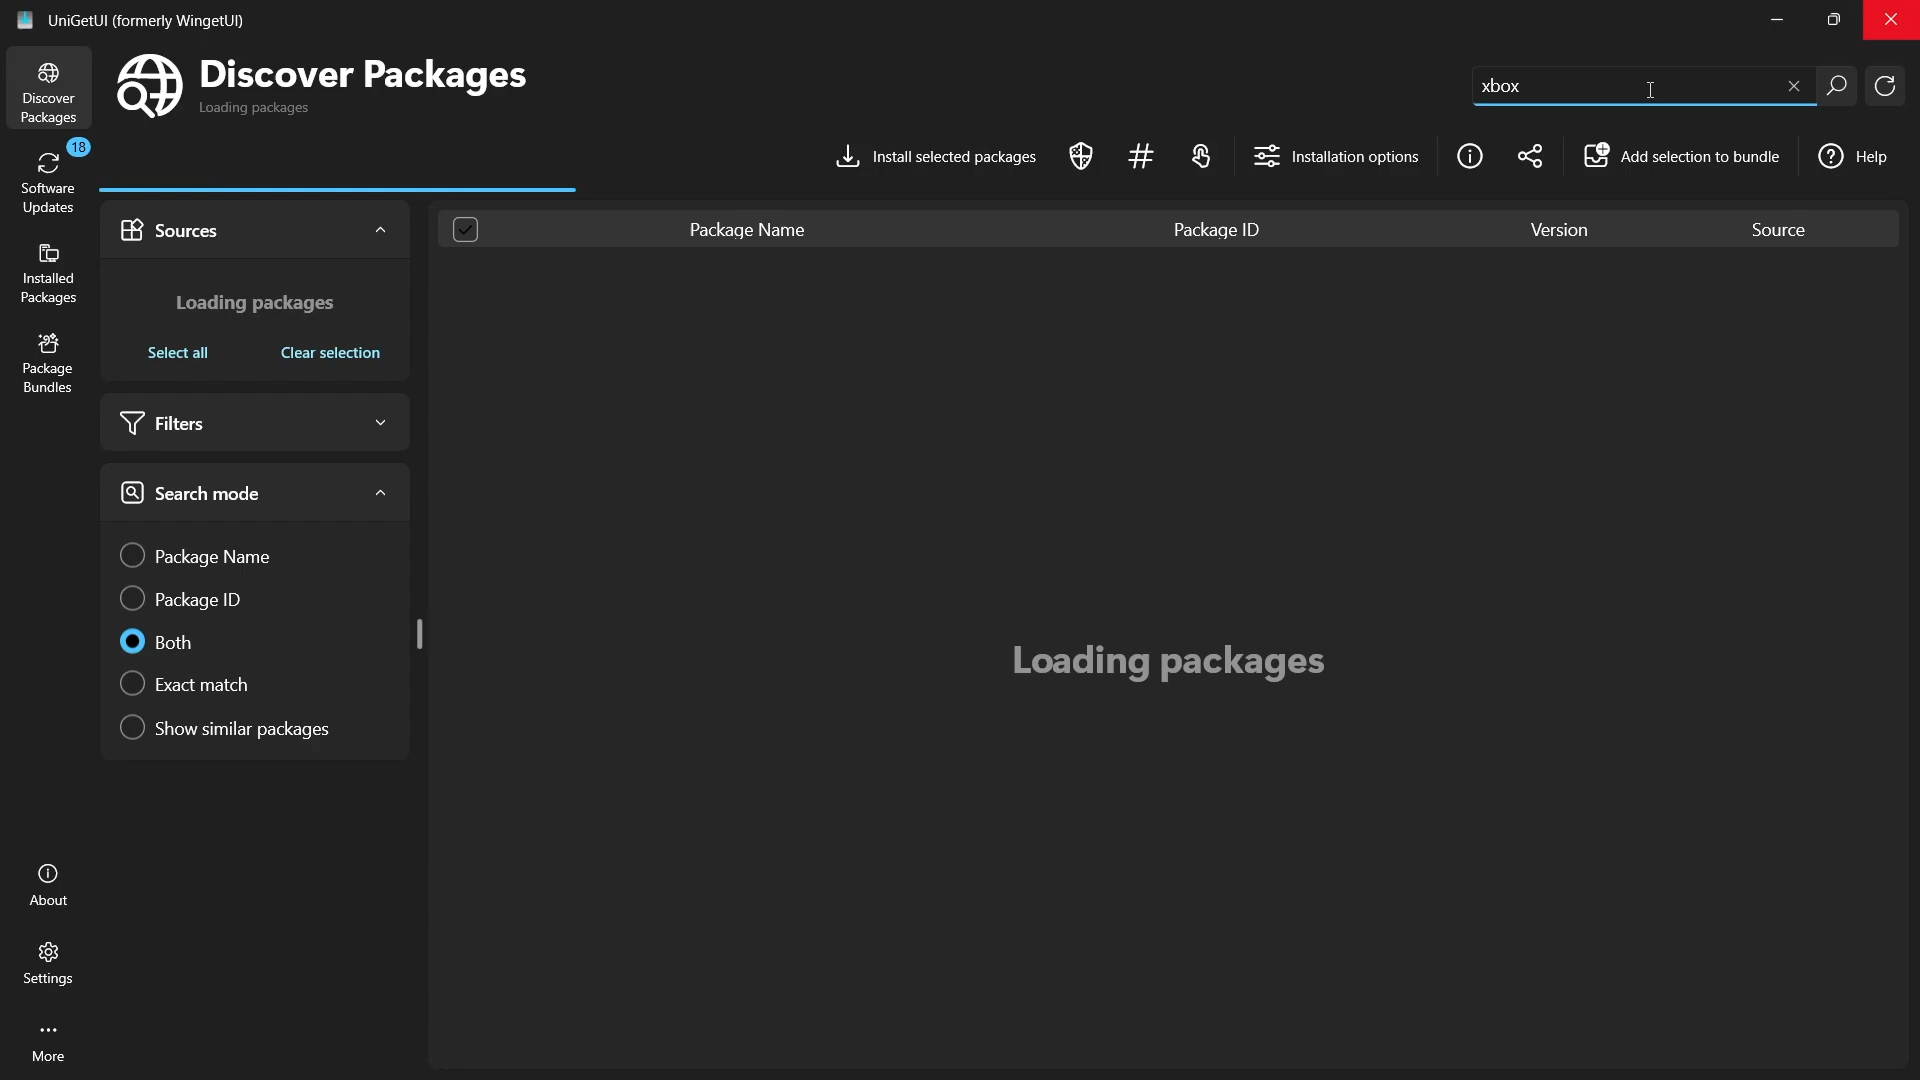 UniGetUI (formerly WingetUI)
Discover Packages
Discover Packages
Loading packages
xbox
18
Software Updates
Installed Packages
Package Bundles
Install selected packages
Installation options
Add selection to bundle
Help
Sources
Loading packages
Select all
Clear selection
Filters
Search mode
Package Name
Package ID
Both
Exact match
Show similar packages
Package Name
Package ID
Version
Source
Loading packages
About
Settings
More